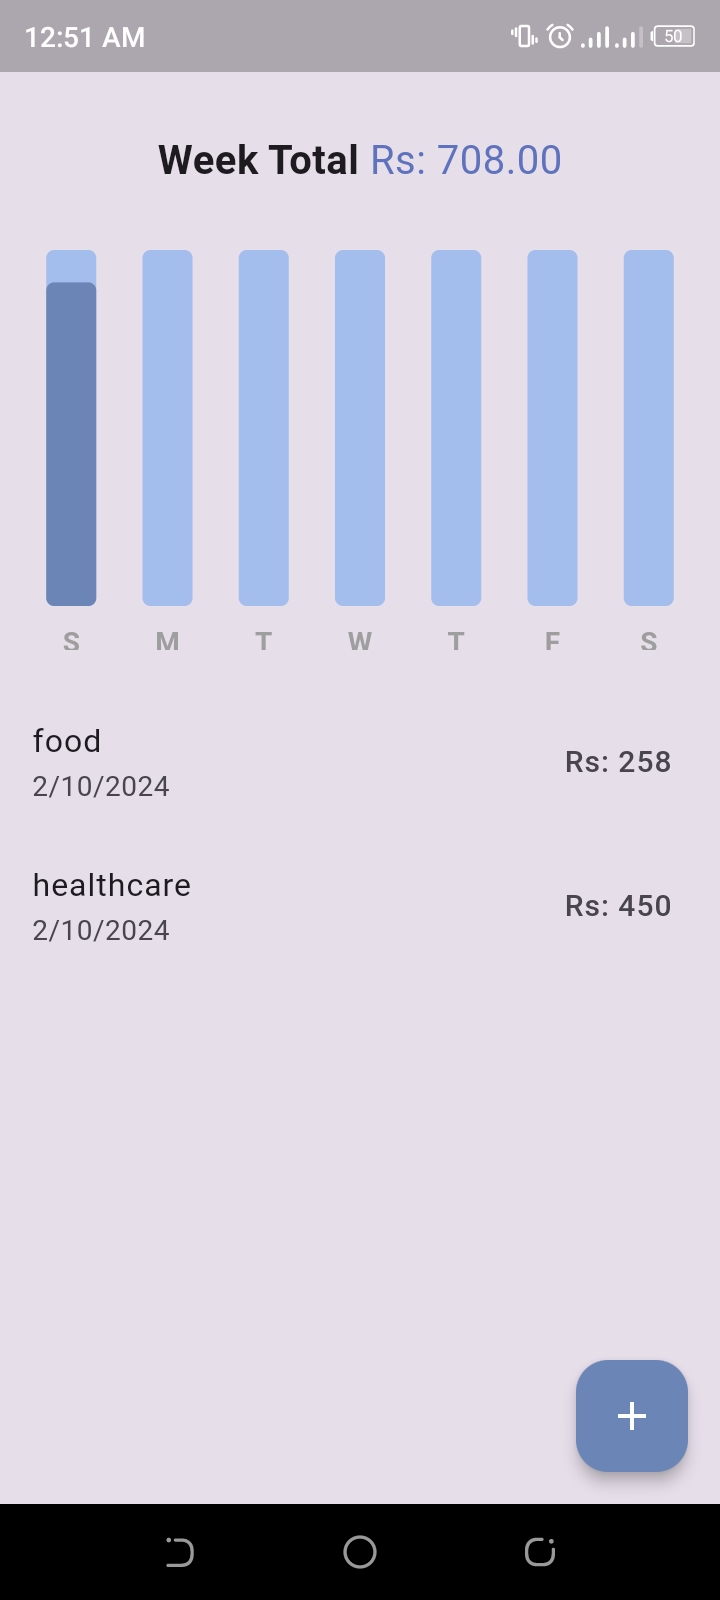 12:51 AM 50
Week Total Rs: 708.00
S M T W T F S
food
2/10/2024
Rs: 258
healthcare
2/10/2024
Rs: 450
+